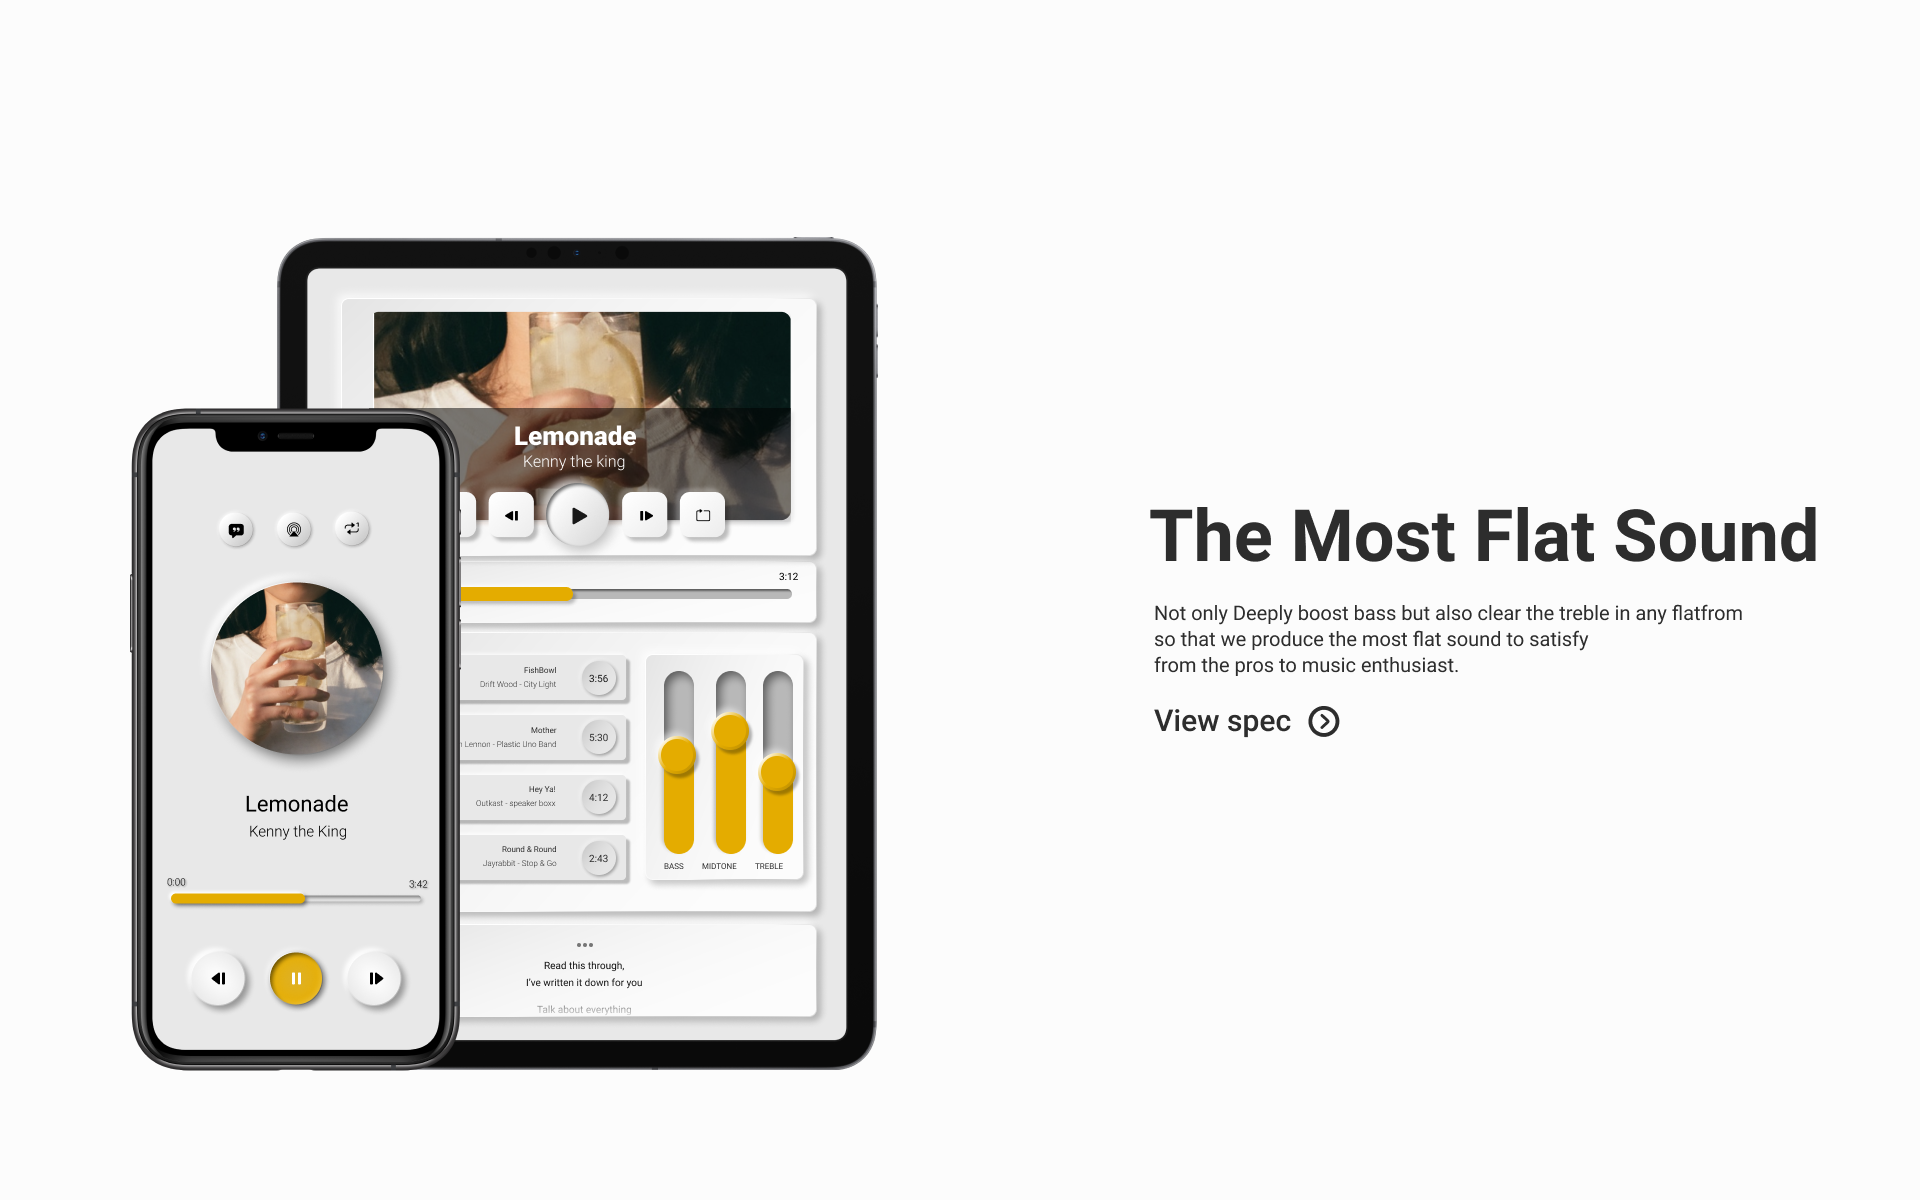 Lemonade
Kenny the king
3:12
FishBowl
Drift Wood - City Light
3:56
Mother
Lennon - Plastic Uno Band
5:30
Hey Ya!
Outkast - speaker boxx
4:12
Round & Round
Jayrabbit - Stop & Go
2:43
BASS MIDTONE TREBLE
Read this through,
I've written it down for you
Talk about everything
Lemonade
Kenny the King
0:00 3:42
The Most Flat Sound
Not only Deeply boost bass but also clear the treble in any flatfrom
so that we produce the most flat sound to satisfy
from the pros to music enthusiast.
View spec